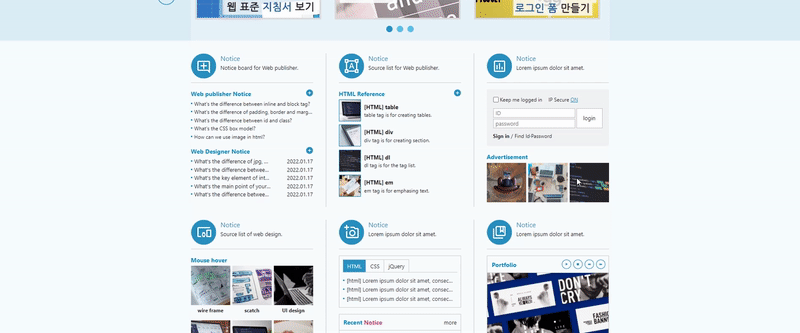 웹 표준 지침서 보기
로그인 폼 만들기
Notice
Notice board for Web publisher.
Web publisher Notice
What's the difference between inline and block tag?
What's the difference of padding, border and marg...
What's the difference between id and class?
What's the CSS box model?
How can we use image in html?
Web Designer Notice
What's the difference of jpg, ... 2022.01.17
What's the difference betwee... 2022.01.17
What's the key element of int... 2022.01.17
What's the main point of your... 2022.01.17
What's the difference betwee... 2022.01.17
Notice
Source list for Web publisher.
HTML Reference
[HTML] table
table tag is for creating tables.
[HTML] div
div tag is for creating section.
[HTML] dl
dl tag is for the tag list.
[HTML] em
em tag is for emphasing text.
Notice
Lorem ipsum dolor sit amet.
Keep me logged in IP Secure ON
ID
password
login
Sign in / Find Id·Password
Advertisement
Notice
Source list of web design.
Mouse hover
wire frame scatch UI design
Notice
Lorem ipsum dolor sit amet.
HTML CSS jQuery
[html] Lorem ipsum dolor sit amet, consec...
[html] Lorem ipsum dolor sit amet, consec...
[html] Lorem ipsum dolor sit amet, consec...
Recent Notice more
Notice
Lorem ipsum dolor sit amet.
Portfolio
DON'T
CRY
ALWAYS
FASHION